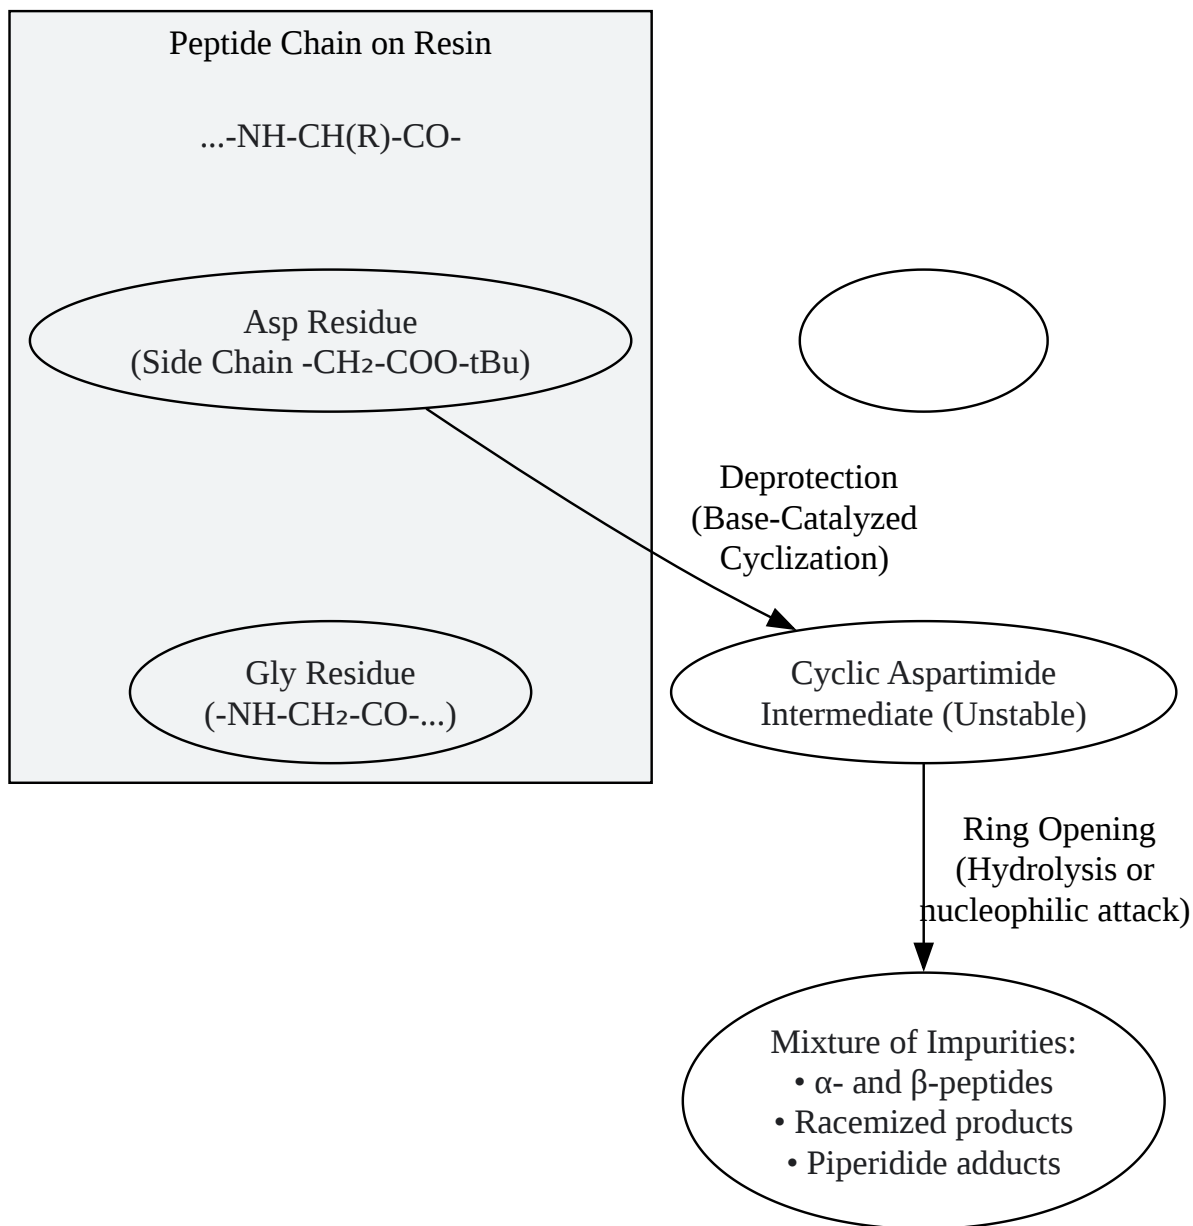 Peptide Chain on Resin
...-NH-CH(R)-CO-
Asp Residue
(Side Chain -CH₂-COO-tBu)
Deprotection
(Base-Catalyzed
Cyclization)
Gly Residue
(-NH-CH₂-CO-...)
Cyclic Aspartimide
Intermediate (Unstable)
Ring Opening
(Hydrolysis or
nucleophilic attack)
Mixture of Impurities:
• α- and β-peptides
• Racemized products
• Piperidide adducts